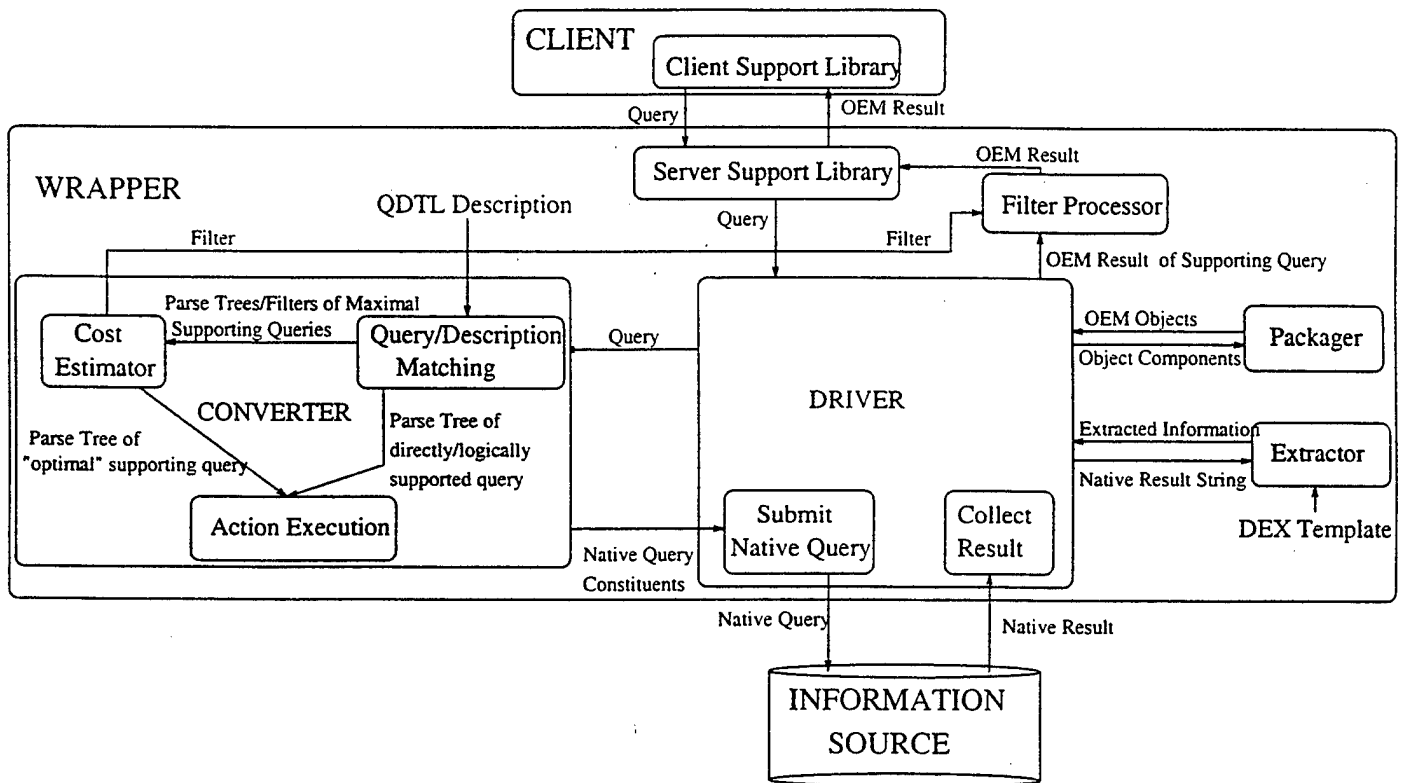 CLIENT
Client Support Library
Query
OEM Result
WRAPPER
Server Support Library
OEM Result
Filter Processor
QDTL Description
Query
Filter
Filter
OEM Result of Supporting Query
Parse Trees/Filters of Maximal
Supporting Queries
Cost
Estimator
Query/Description
Matching
Query
OEM Objects
Object Components
Packager
CONVERTER
DRIVER
Parse Tree of
"optimal" supporting query
Parse Tree of
directly/logically
supported query
Extracted Information
Native Result String
Extractor
DEX Template
Action Execution
Native Query
Constituents
Submit
Native Query
Collect
Result
Native Query
Native Result
INFORMATION
SOURCE